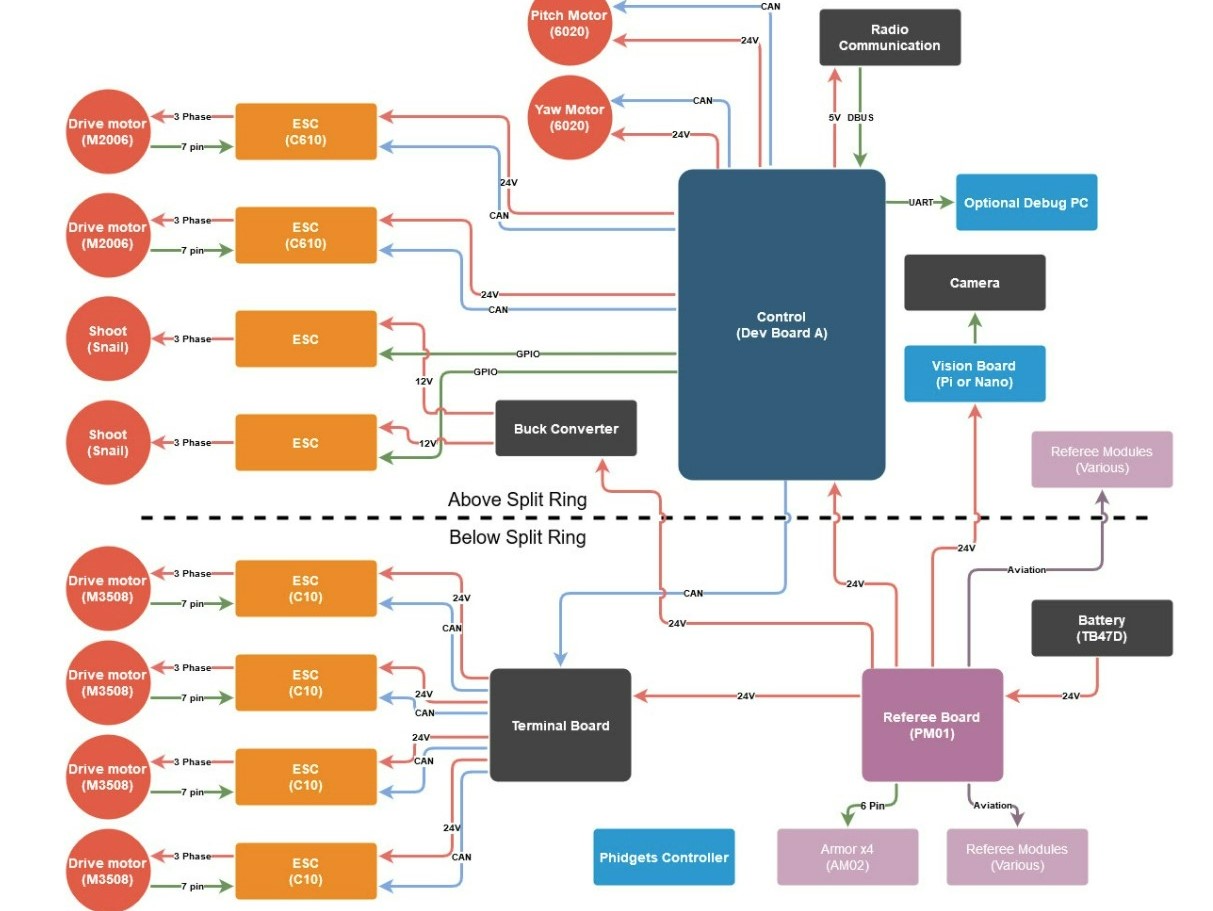 CAN
Pitch Motor
(6020)
24V
Radio
Communication
Yaw Motor
(6020)
CAN
24V
5V
DBUS
Drive motor
(M2006)
3 Phase
7 pin
ESC
(C610)
24V
CAN
UART
Optional Debug PC
Drive motor
(M2006)
3 Phase
7 pin
ESC
(C610)
24V
CAN
Control
(Dev Board A)
Camera
Shoot
(Snail)
3 Phase
ESC
GPIO
GPIO
12V
Vision Board
(Pi or Nano)
Shoot
(Snail)
3 Phase
ESC
12V
Buck Converter
Referee Modules
(Various)
Above Split Ring
Below Split Ring
24V
Aviation
24V
CAN
24V
Battery
(TB47D)
Drive motor
(M3508)
3 Phase
7 pin
ESC
(C10)
24V
CAN
Drive motor
(M3508)
3 Phase
7 pin
ESC
(C10)
24V
CAN
Terminal Board
24V
Referee Board
(PM01)
24V
Drive motor
(M3508)
3 Phase
7 pin
ESC
(C10)
24V
CAN
6 Pin
Aviation
Drive motor
(M3508)
3 Phase
7 pin
ESC
(C10)
24V
CAN
Phidgets Controller
Armor x4
(AM02)
Referee Modules
(Various)